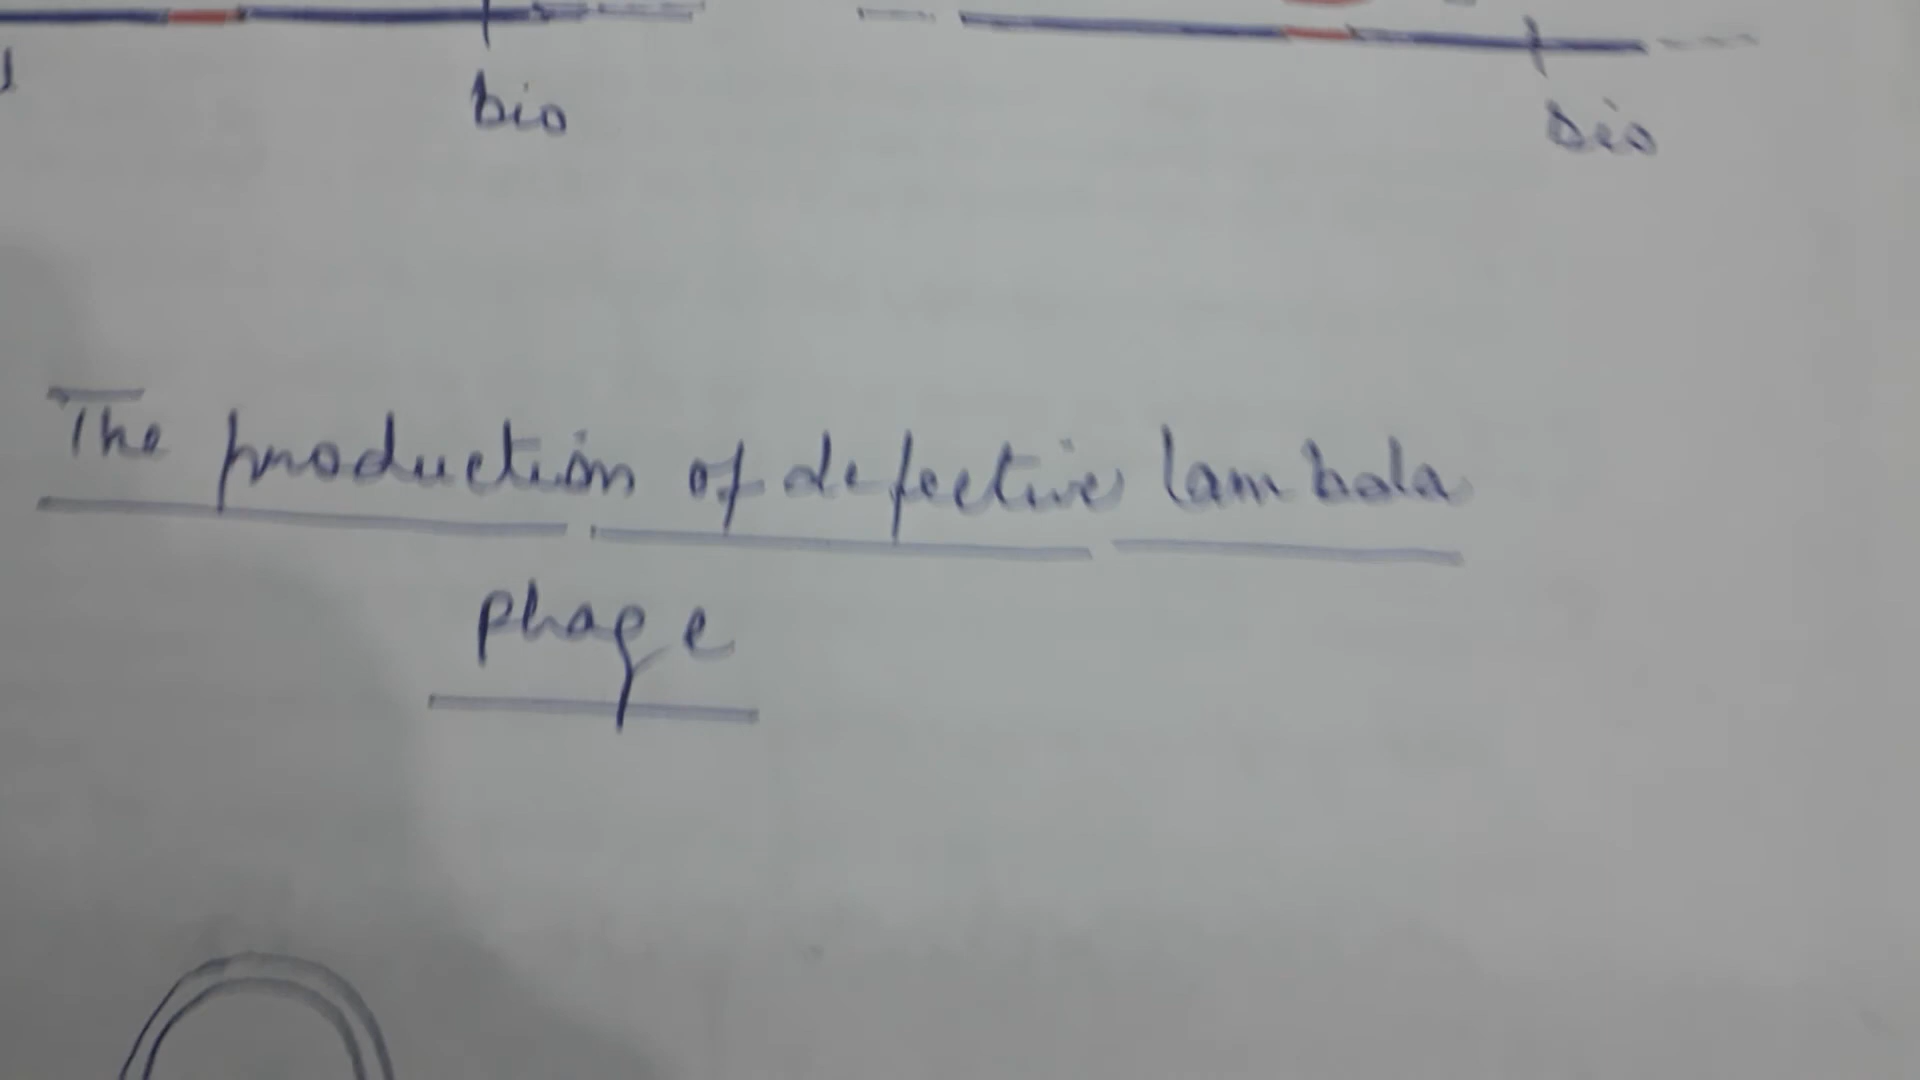 bio
bio
The production of defective lambda
phage